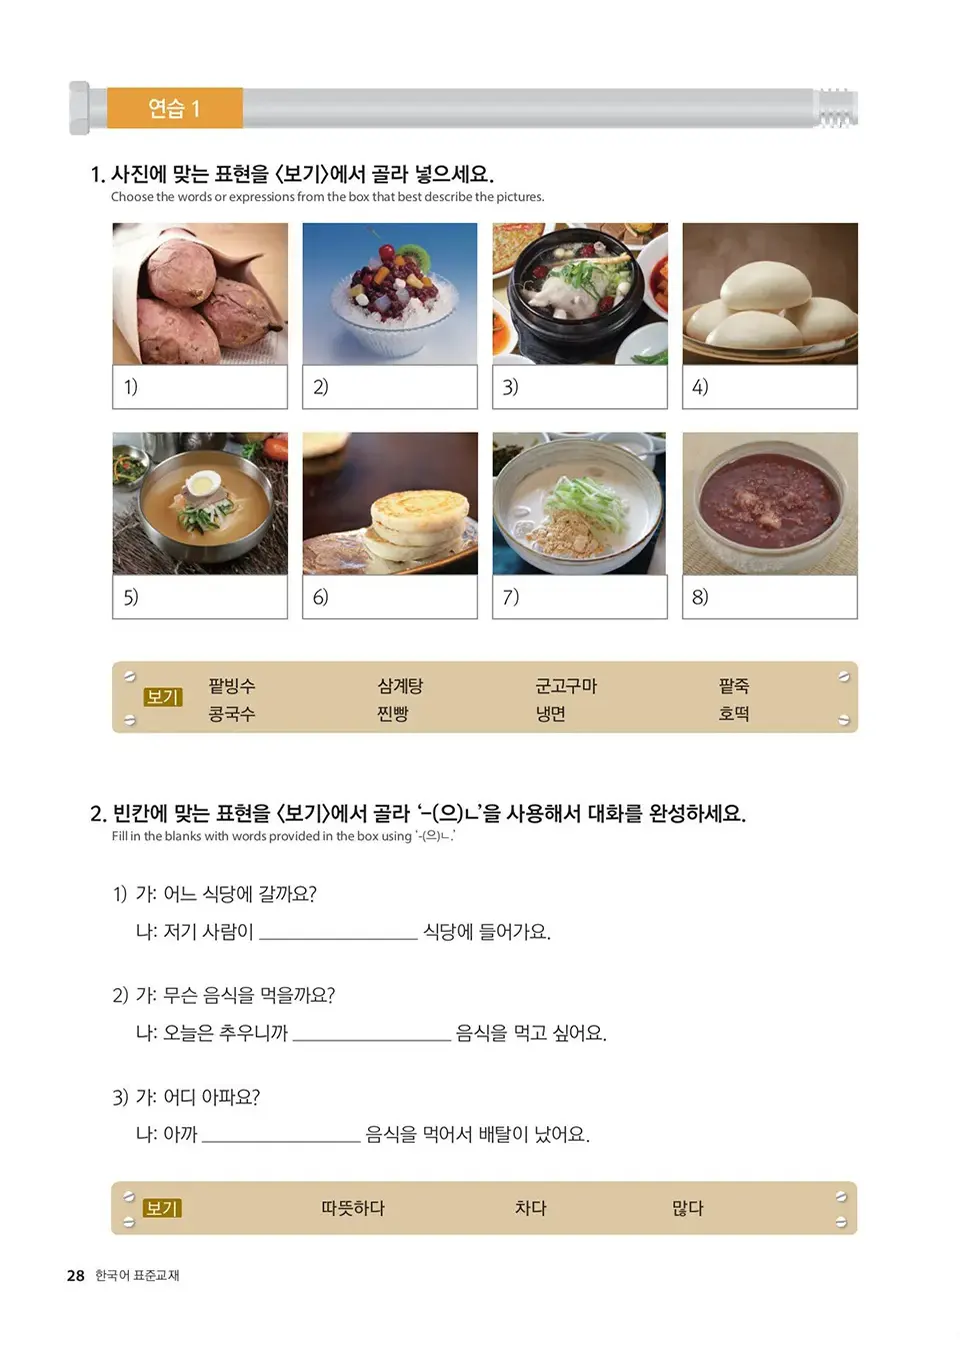 연습 1
1. 사진에 맞는 표현을 〈보기〉에서 골라 넣으세요.
Choose the words or expressions from the box that best describe the pictures.
1) 2) 3) 4)
5) 6) 7) 8)
보기
팥빙수 삼계탕 군고구마 팥죽
콩국수 찐빵 냉면 호떡
2. 빈칸에 맞는 표현을 〈보기〉에서 골라 ‘-(으)ㄴ’을 사용해서 대화를 완성하세요.
Fill in the blanks with words provided in the box using ‘-(으)ㄴ.’
1) 가: 어느 식당에 갈까요?
나: 저기 사람이 ________________ 식당에 들어가요.
2) 가: 무슨 음식을 먹을까요?
나: 오늘은 추우니까 ________________ 음식을 먹고 싶어요.
3) 가: 어디 아파요?
나: 아까 ________________ 음식을 먹어서 배탈이 났어요.
보기 따뜻하다 차다 많다
28 한국어 표준교재